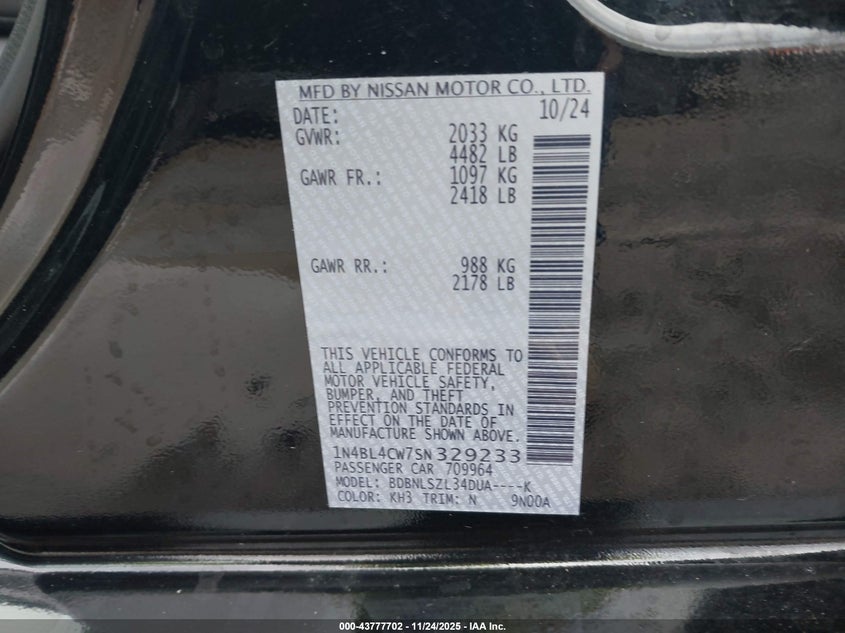 MFD BY NISSAN MOTOR CO., LTD.
DATE: 10/24
GVWR: 2033 KG
4482 LB
GAWR FR.: 1097 KG
2418 LB
GAWR RR.: 988 KG
2178 LB
THIS VEHICLE CONFORMS TO
ALL APPLICABLE FEDERAL
MOTOR VEHICLE SAFETY,
BUMPER, AND THEFT
PREVENTION STANDARDS IN
EFFECT ON THE DATE OF
MANUFACTURE SHOWN ABOVE.
1N4BL4CW7SN329233
PASSENGER CAR 709964
MODEL: BDBNLSZL34DUA----K
COLOR: KH3 TRIM: N 9N00A
000-43777702 - 11/24/2025 - IAA Inc.